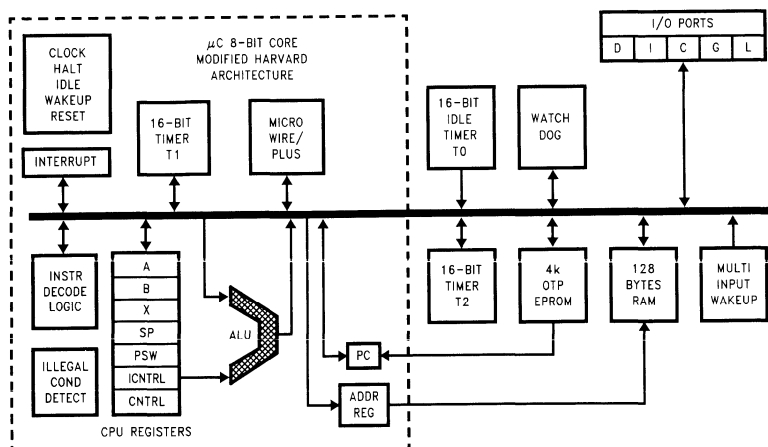 I/O PORTS
D I C G L
μC 8-BIT CORE
MODIFIED HARVARD
ARCHITECTURE
CLOCK
HALT
IDLE
WAKEUP
RESET
INTERRUPT
16-BIT
TIMER
T1
MICRO
WIRE/
PLUS
16-BIT
IDLE
TIMER
T0
WATCH
DOG
INSTR
DECODE
LOGIC
ILLEGAL
COND
DETECT
A
B
X
SP
PSW
ICNTRL
CNTRL
CPU REGISTERS
ALU
PC
ADDR
REG
16-BIT
TIMER
T2
4k
OTP
EPROM
128
BYTES
RAM
MULTI
INPUT
WAKEUP